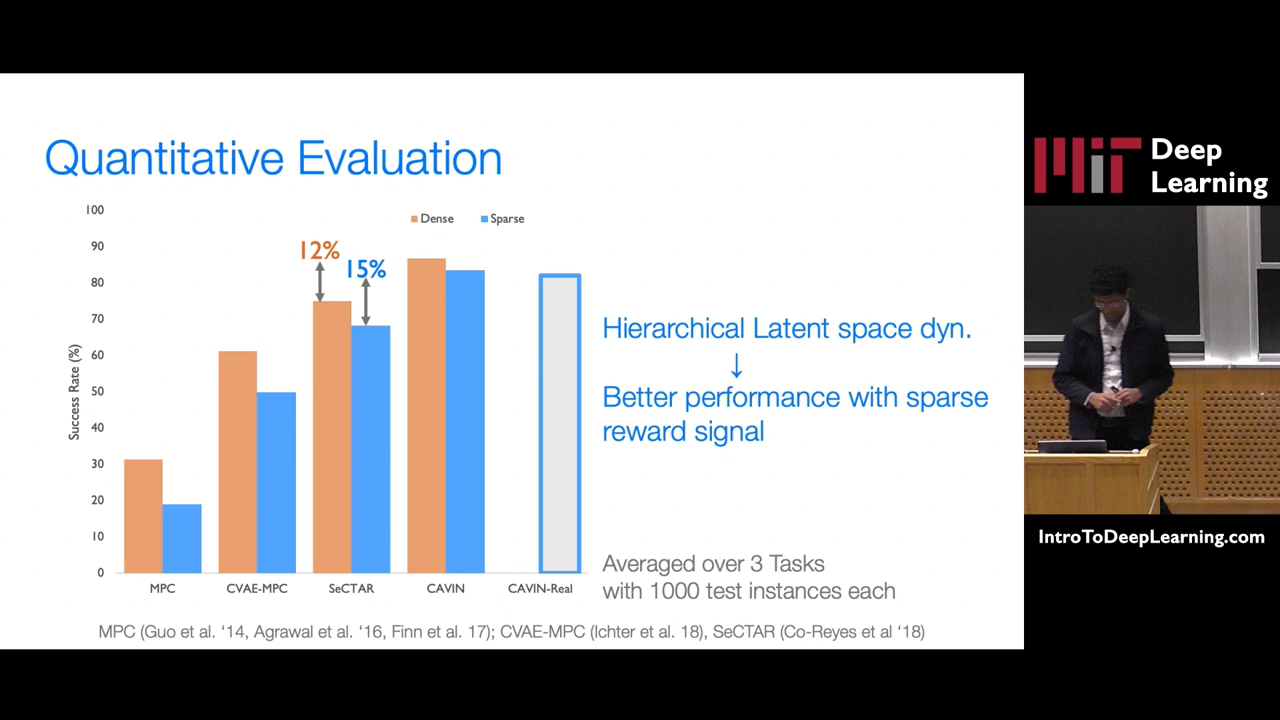 Quantitative Evaluation
100
90
80
70
60
50
40
30
20
10
0
Success Rate (%)
Dense
Sparse
12%
15%
MPC
CVAE-MPC
SeCTAR
CAVIN
CAVIN-Real
Hierarchical Latent space dyn.
↓
Better performance with sparse
reward signal
Averaged over 3 Tasks
with 1000 test instances each
MPC (Guo et al. ‘14, Agrawal et al. ‘16, Finn et al. 17); CVAE-MPC (Ichter et al. 18), SeCTAR (Co-Reyes et al ‘18)
MIT
Deep
Learning
IntroToDeepLearning.com